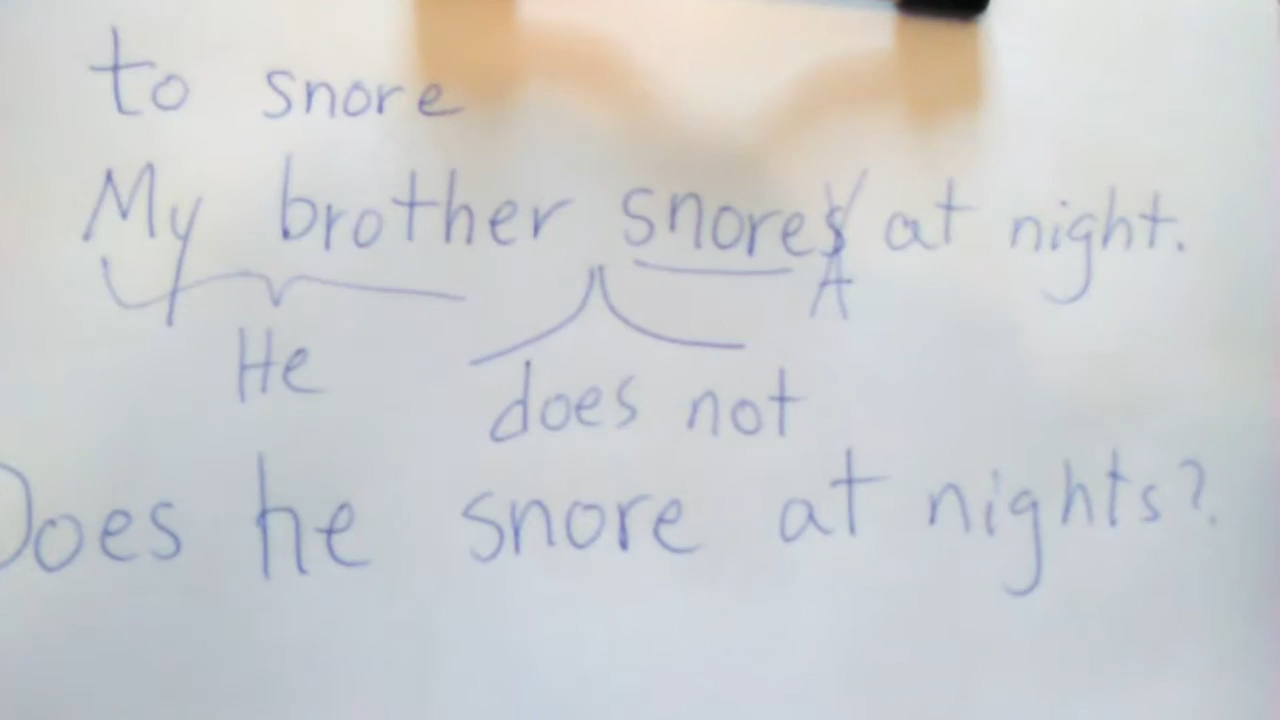 to snore
My brother snores at night.
He
does not
Does he snore at nights?